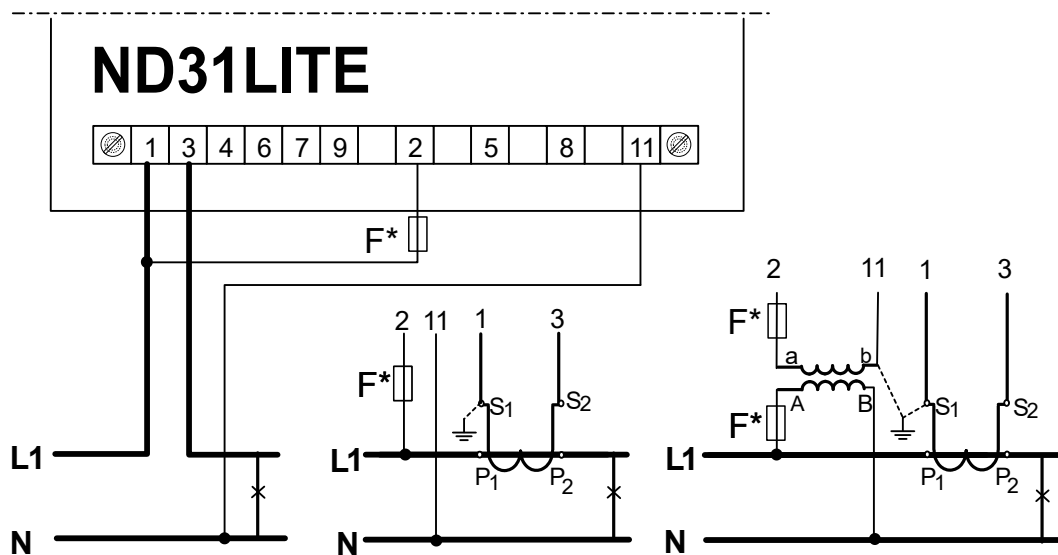 ND31LITE
1 3 4 6 7 9 2 5 8 11
F*
2 11 1 3
F*
S1 S2
L1 P1 P2
N
2 11 1 3
F*
a b
A B
F*
S1 S2
L1 P1 P2
N
L1
N